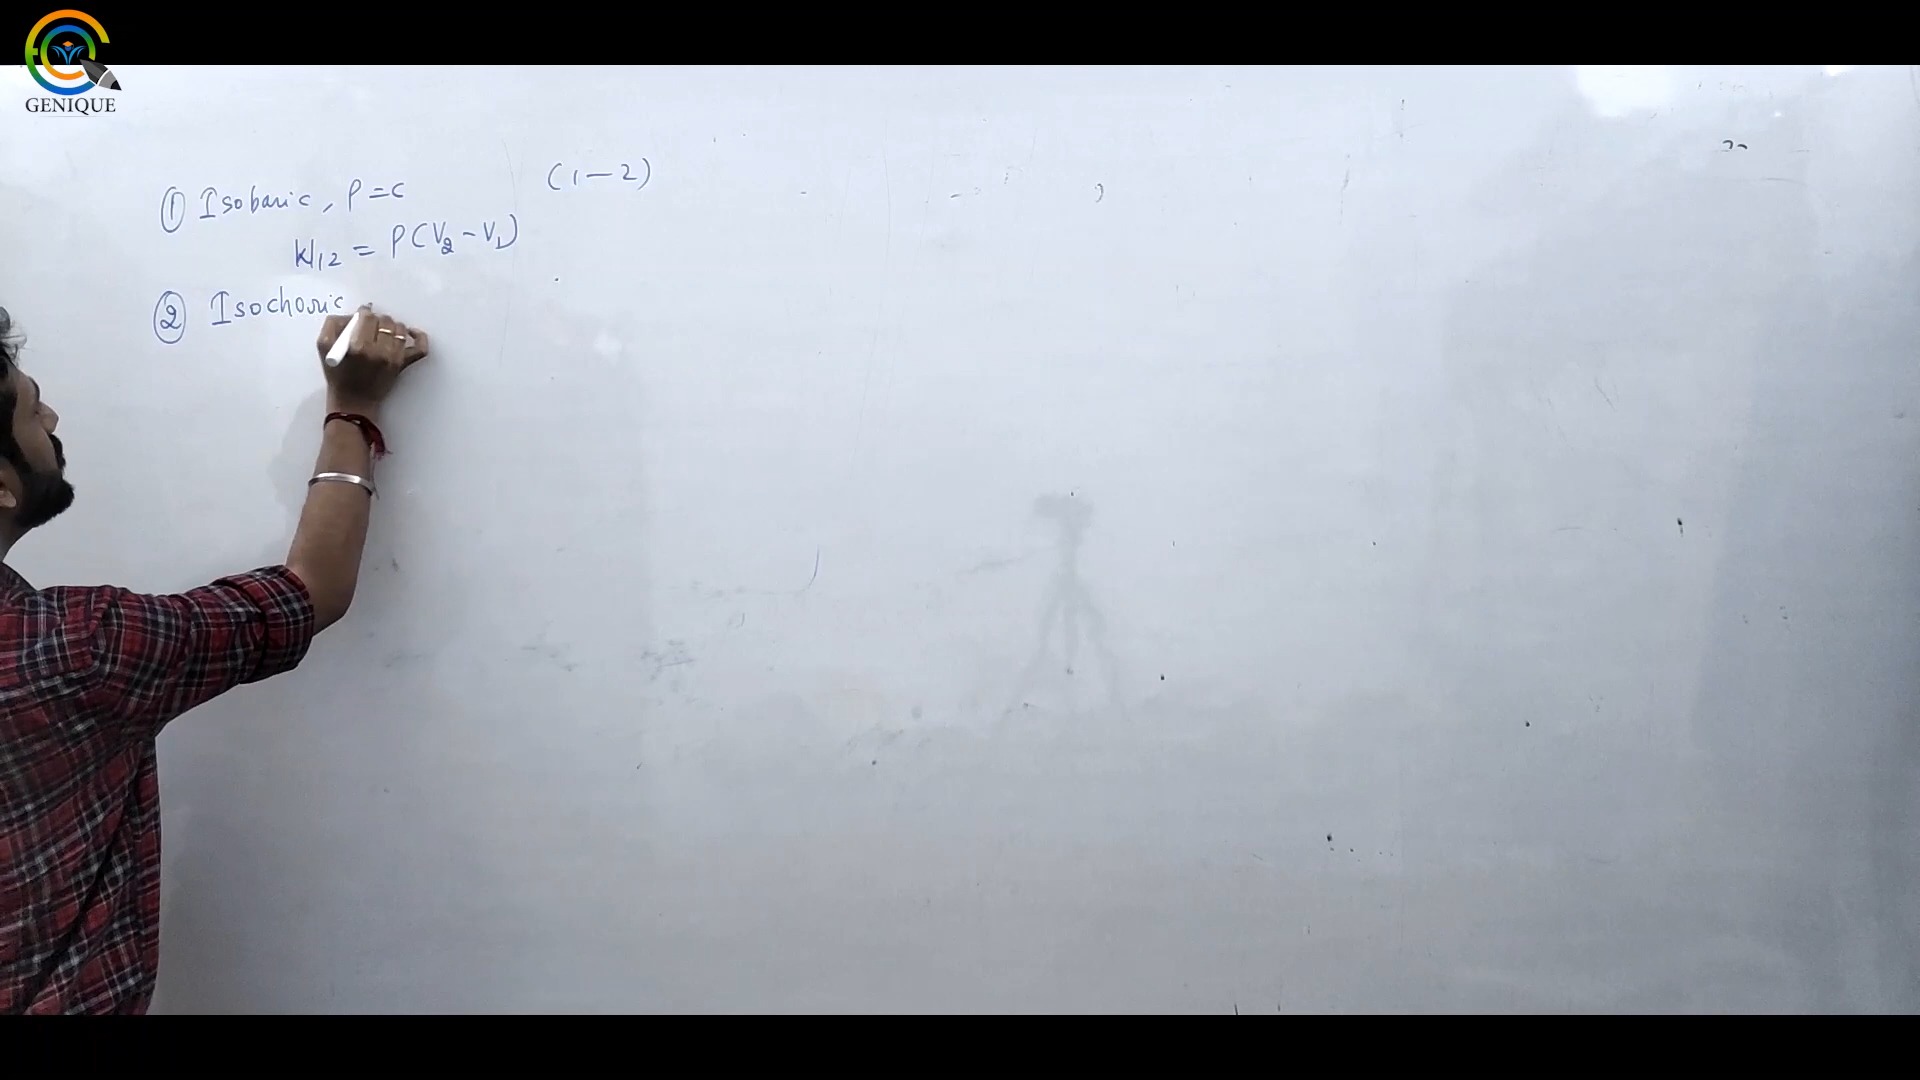 GENIQUE
(1-2)
① Isobaric, P=C
W12 = P(V2-V1)
② Isochoric